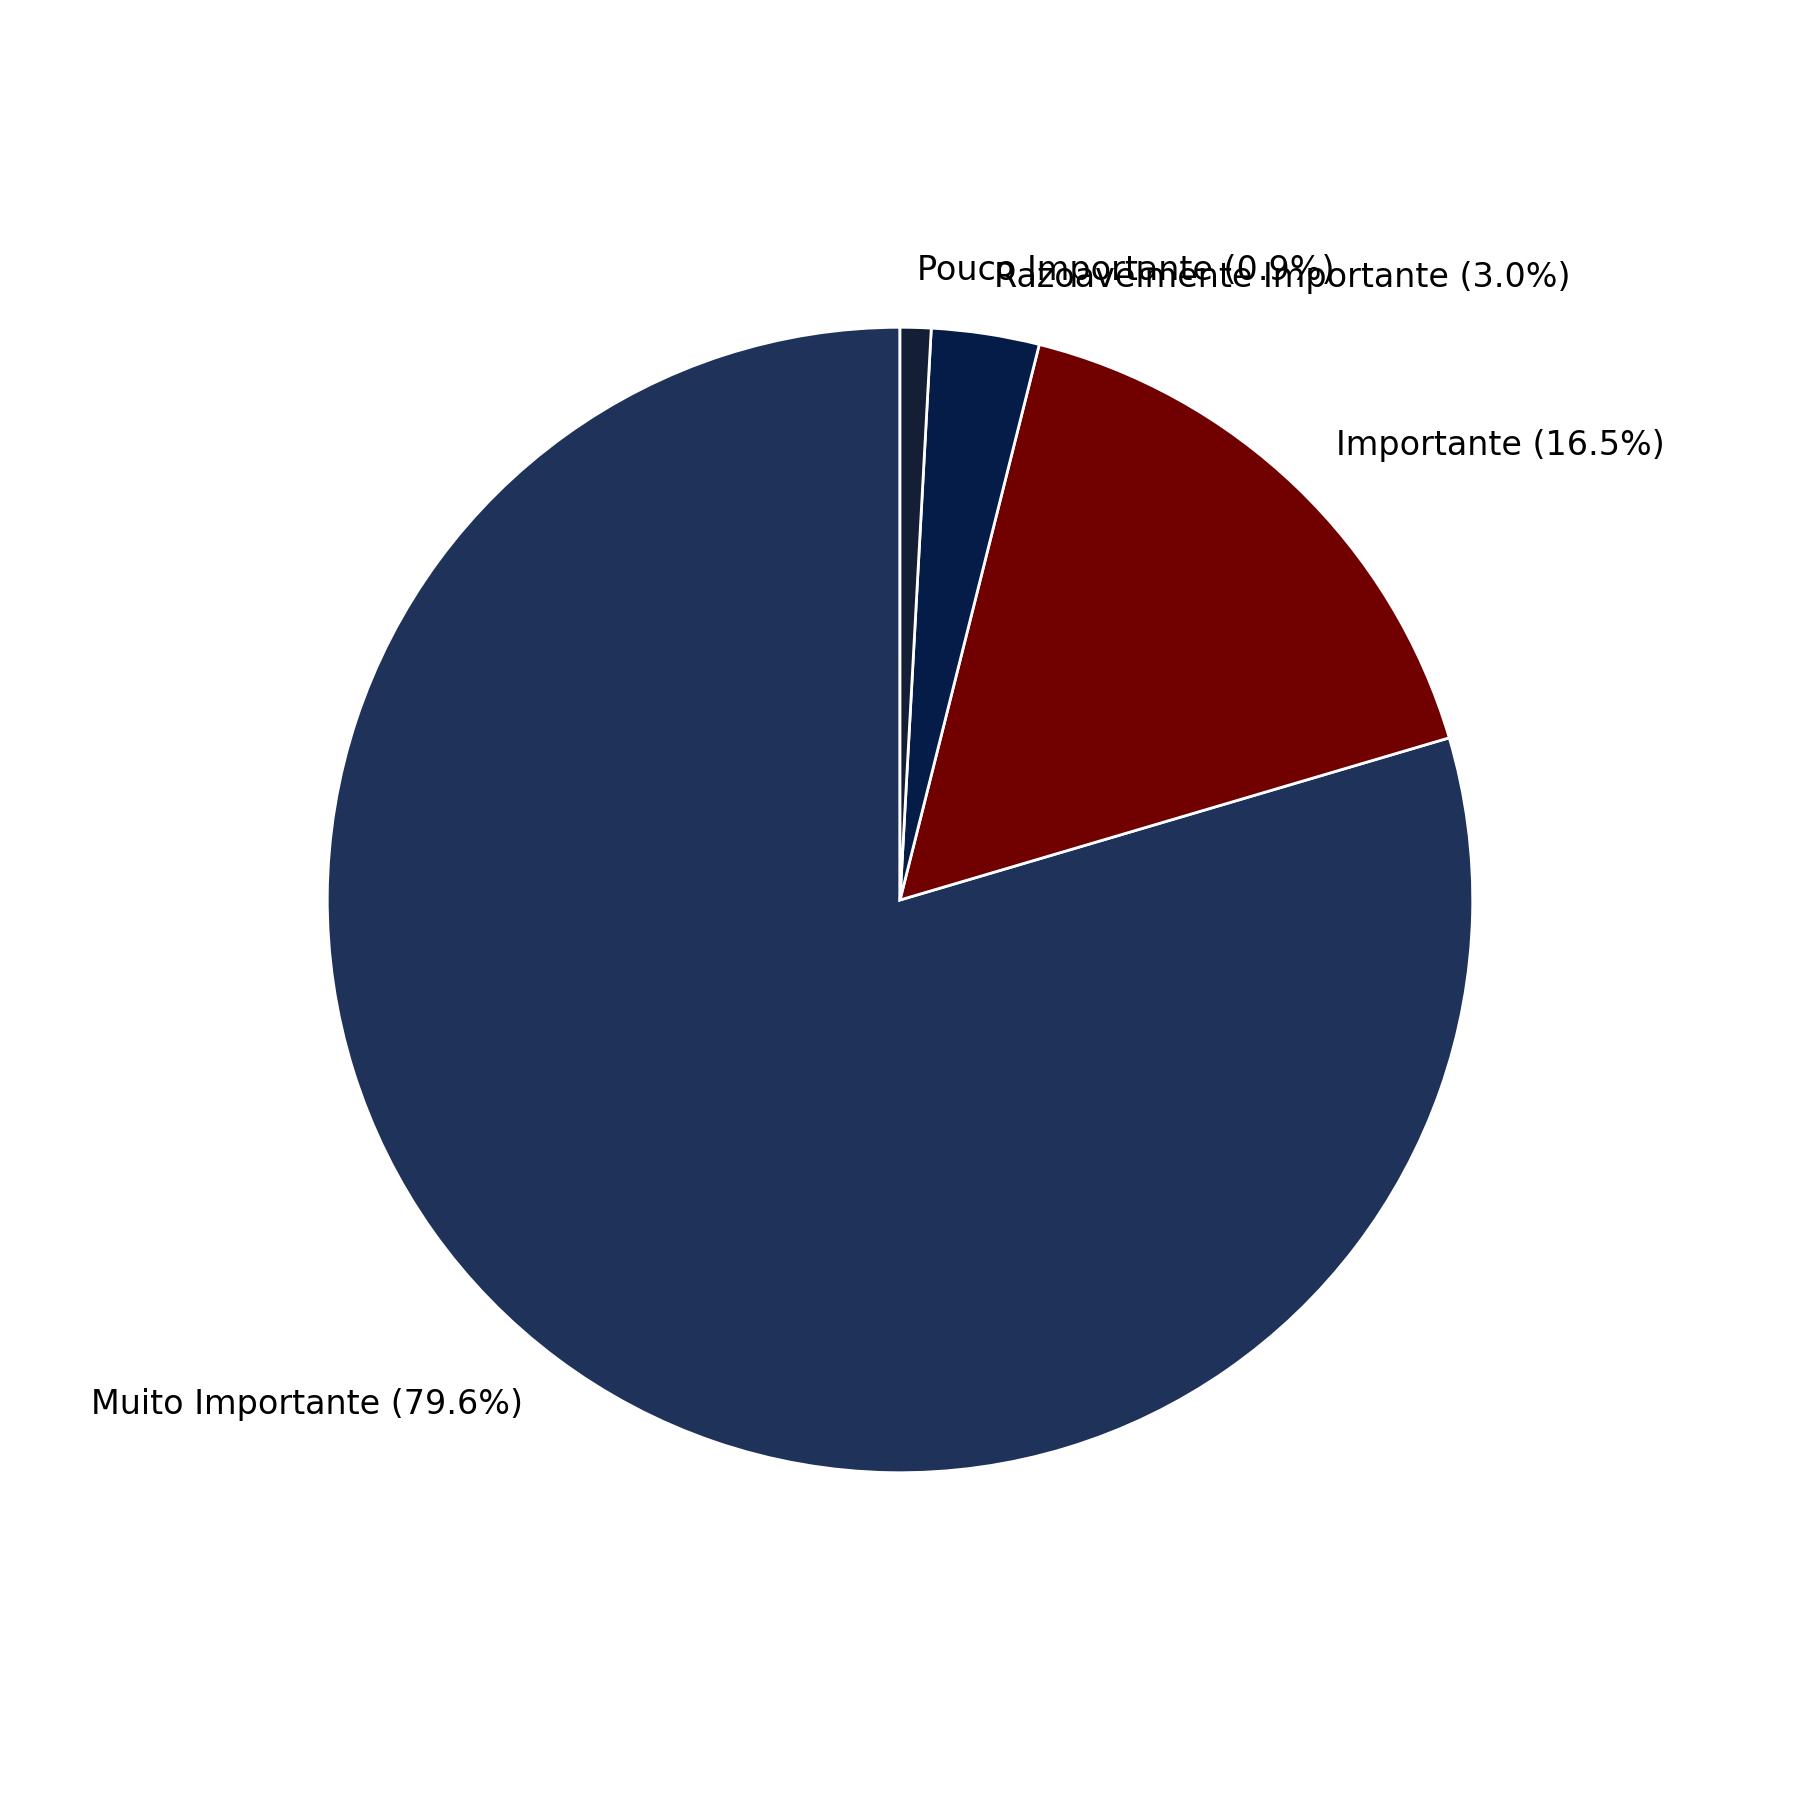 Pouco Importante (0.9%)
Razoavelmente Importante (3.0%)
Importante (16.5%)
Muito Importante (79.6%)